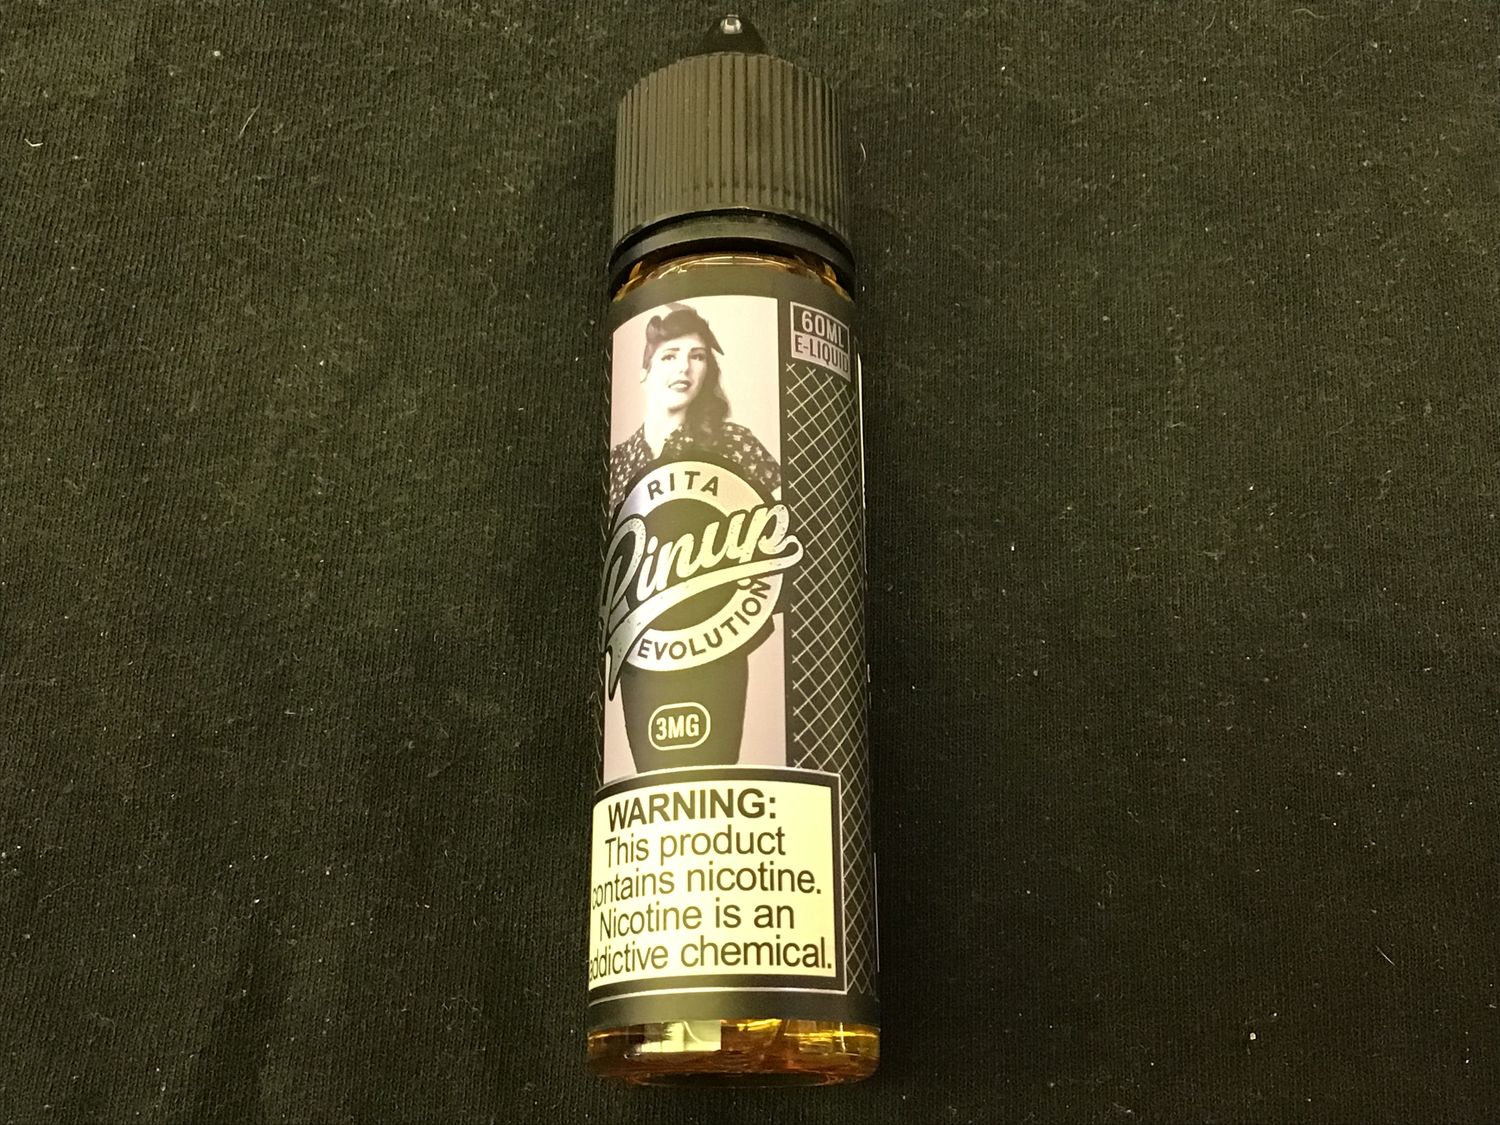 60ML
E-LIQUID
RITA
Pinup
EVOLUTION
3MG
WARNING:
This product
contains nicotine.
Nicotine is an
addictive chemical.